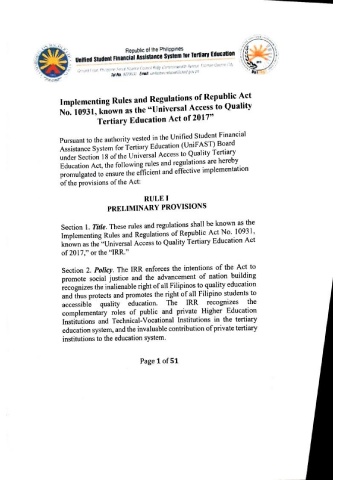 Republic of the Philippines
Unified Student Financial Assistance System for Tertiary Education
Implementing Rules and Regulations of Republic Act
No. 10931, known as the “Universal Access to Quality
Tertiary Education Act of 2017”
Pursuant to the authority vested in the Unified Student Financial
Assistance System for Tertiary Education (UniFAST) Board
under Section 18 of the Universal Access to Quality Tertiary
Education Act, the following rules and regulations are hereby
promulgated to ensure the efficient and effective implementation
of the provisions of the Act:
RULE I
PRELIMINARY PROVISIONS
Section 1. Title. These rules and regulations shall be known as the
Implementing Rules and Regulations of Republic Act No. 10931,
known as the “Universal Access to Quality Tertiary Education Act
of 2017,” or the “IRR.”
Section 2. Policy. The IRR enforces the intentions of the Act to
promote social justice and the advancement of nation building
recognizes the inalienable right of all Filipinos to quality education
and thus protects and promotes the right of all Filipino students to
accessible quality education. The IRR recognizes the
complementary roles of public and private Higher Education
Institutions and Technical-Vocational Institutions in the tertiary
education system, and the invaluable contribution of private tertiary
institutions to the education system.
Page 1 of 51